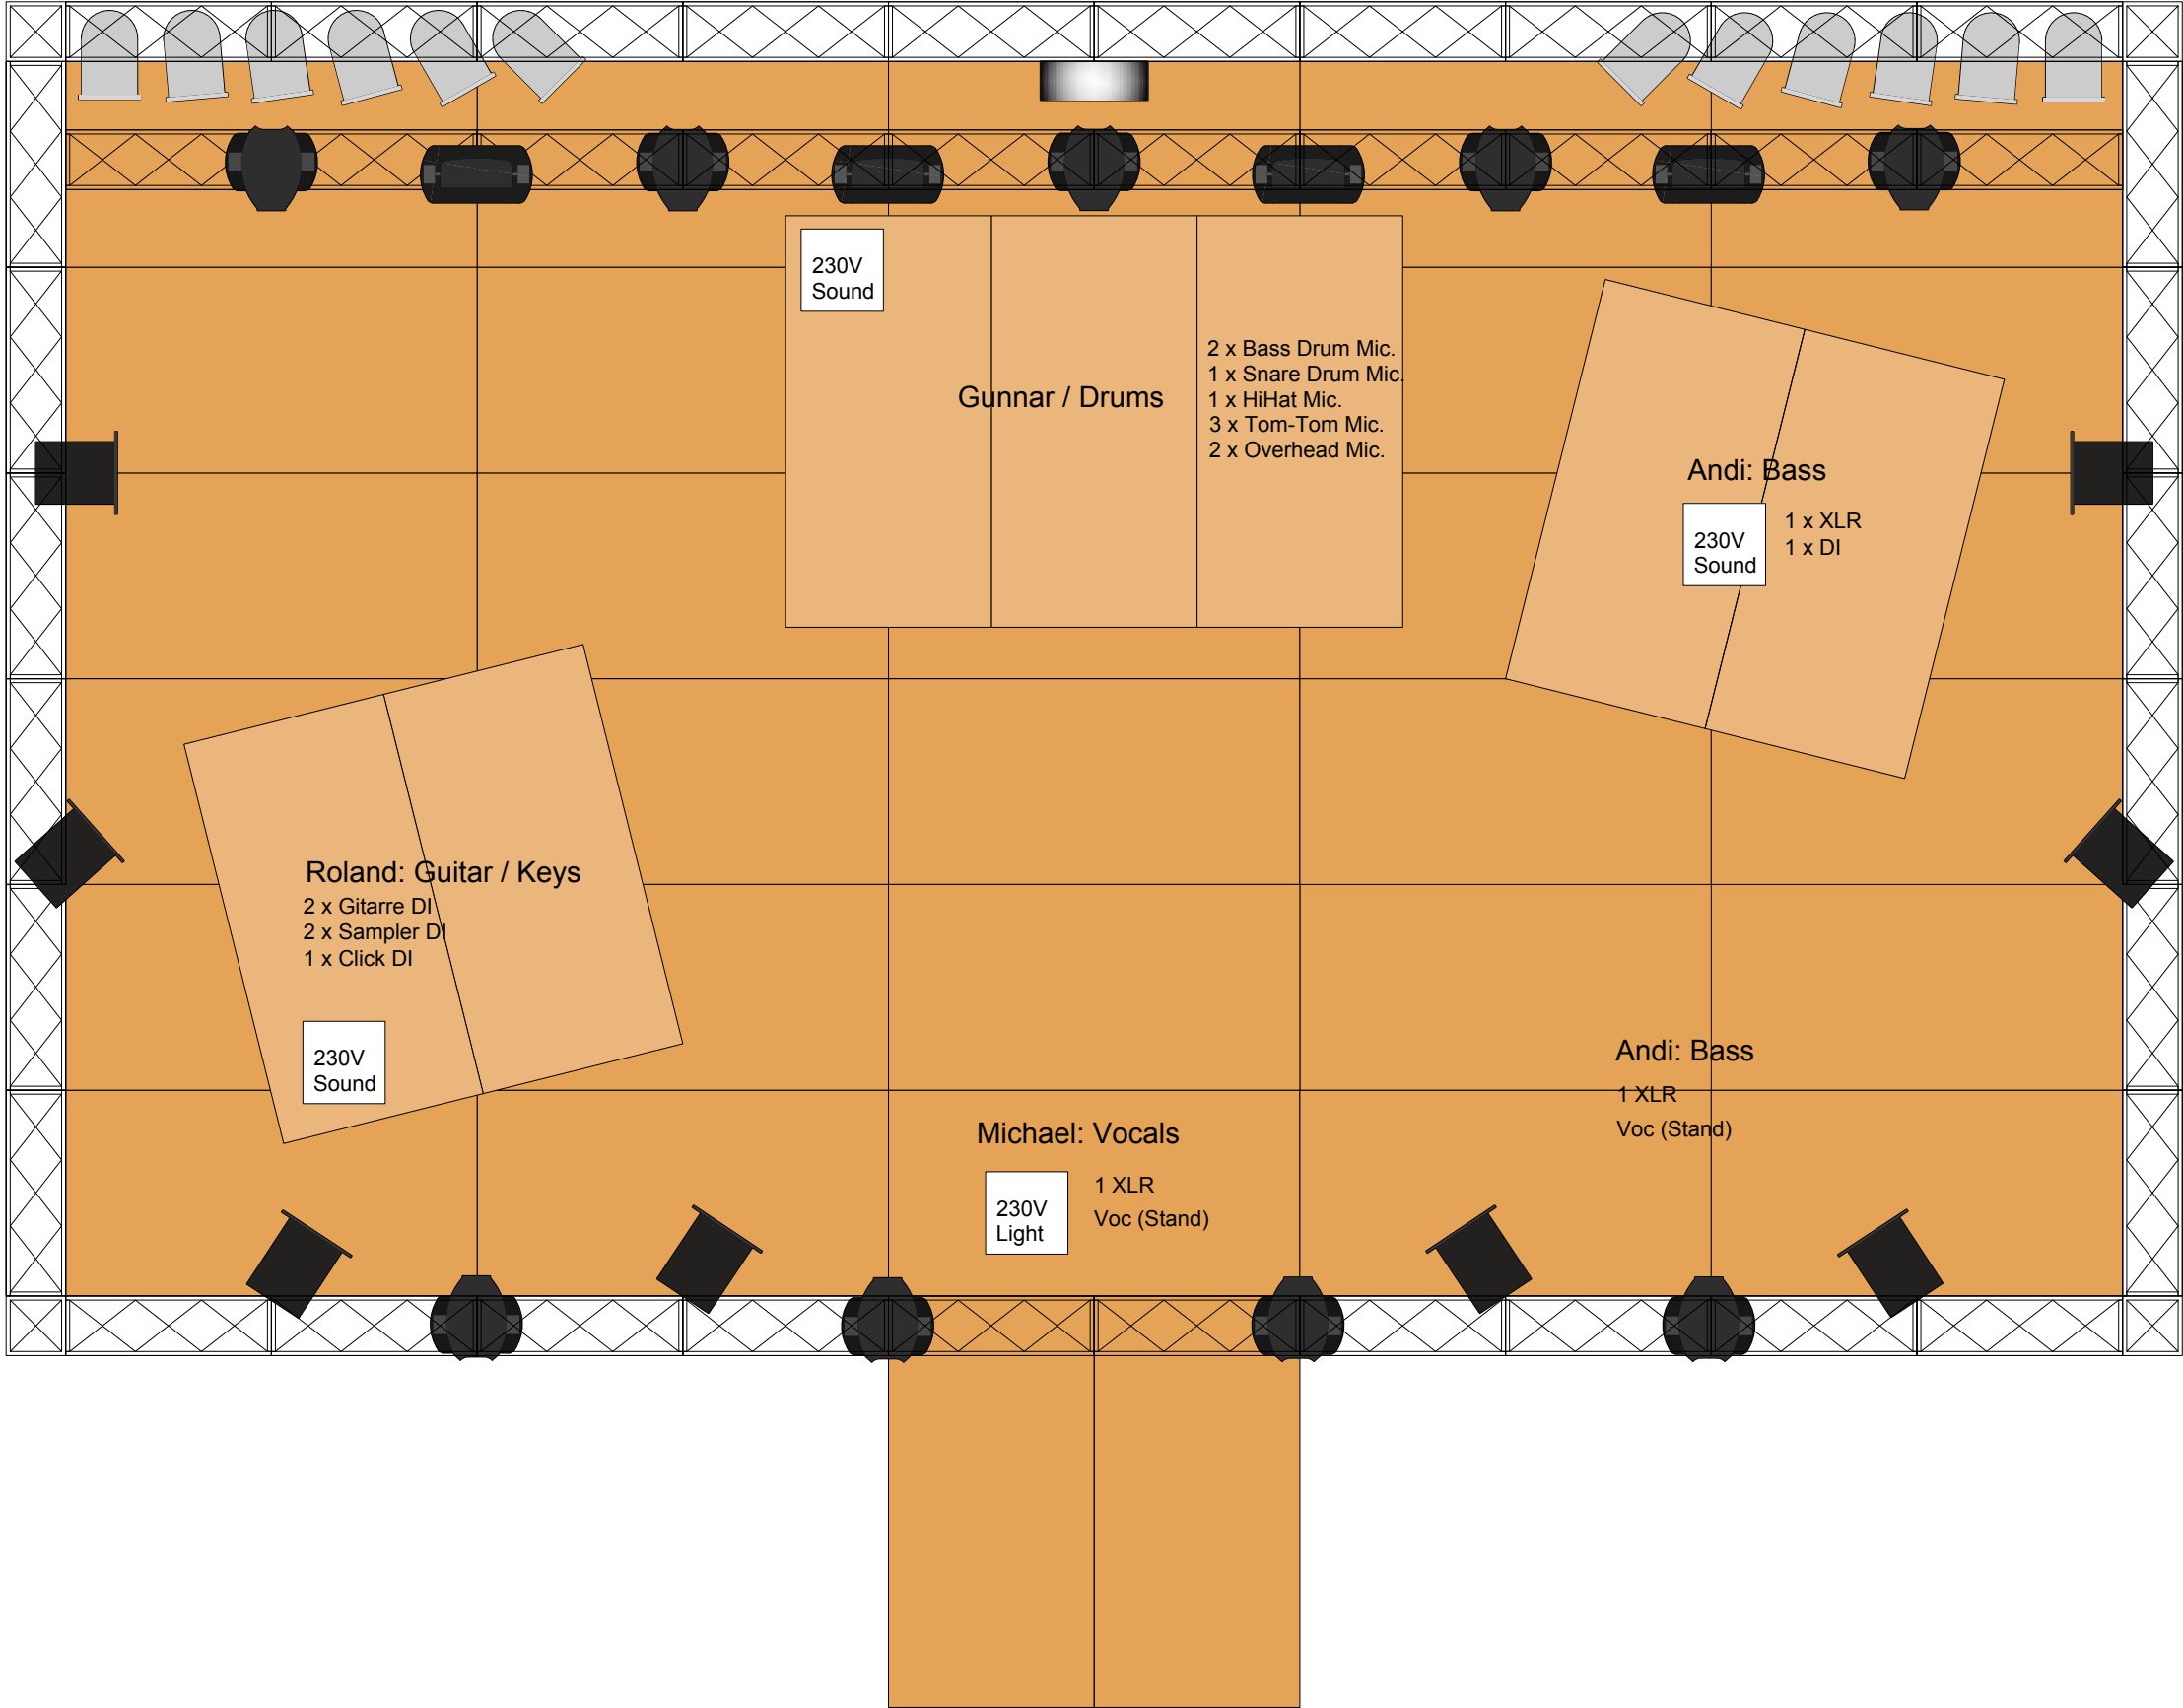 230V
Sound
Gunnar / Drums
2 x Bass Drum Mic.
1 x Snare Drum Mic.
1 x HiHat Mic.
3 x Tom-Tom Mic.
2 x Overhead Mic.
Andi: Bass
230V
Sound
1 x XLR
1 x DI
Roland: Guitar / Keys
2 x Gitarre DI
2 x Sampler DI
1 x Click DI
230V
Sound
Andi: Bass
1 XLR
Voc (Stand)
Michael: Vocals
230V
Light
1 XLR
Voc (Stand)